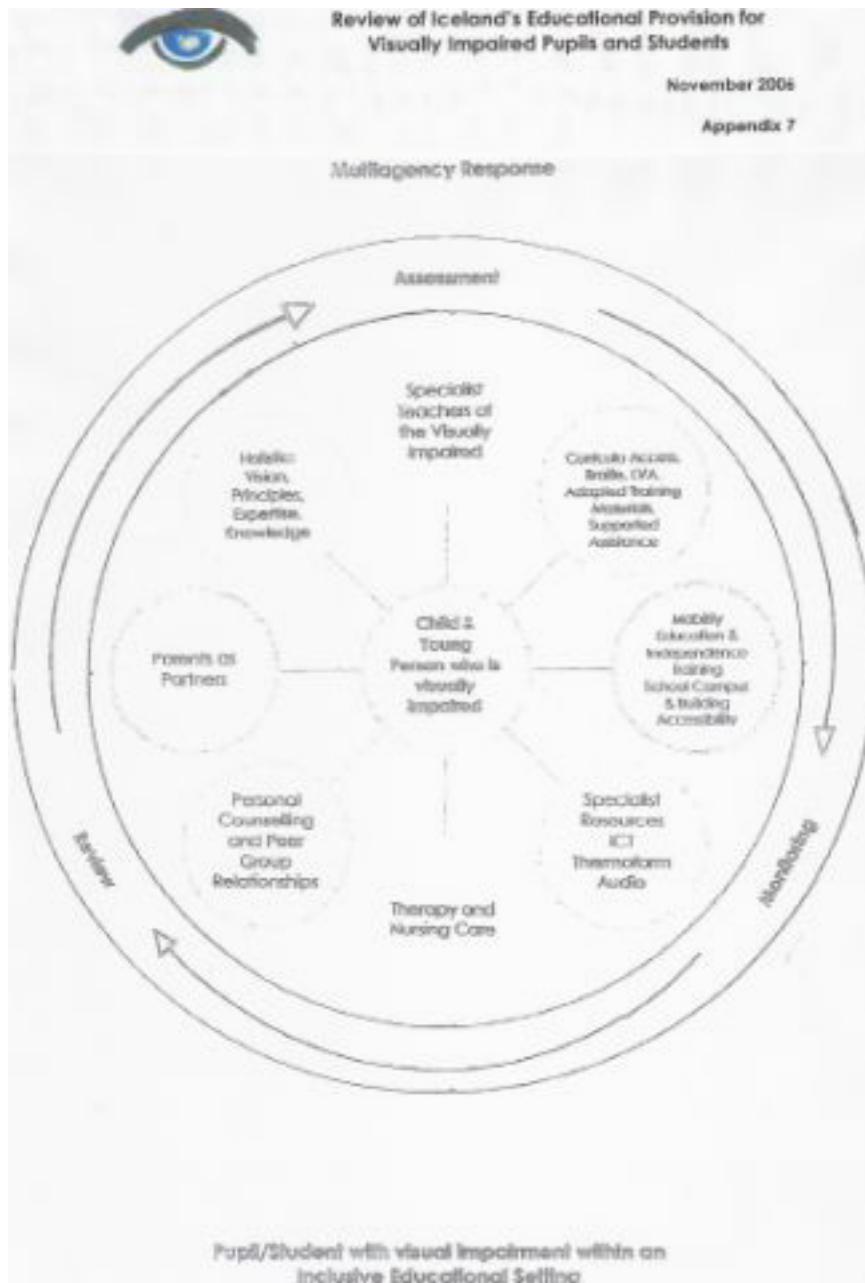 Review of Iceland's Educational Provision for
Visually Impaired Pupils and Students
November 2006
Appendix 7
Multiagency Response
Assessment
Specialist
Teachers of
the Visually
Impaired
Holistic
Vision,
Principles,
Expertise,
Knowledge
Curricula Access,
Braille, LVA,
Adapted Training
Materials,
Supported
Assistance
Parents as
Partners
Child &
Young
Person who is
visually
impaired
Mobility
Education &
Independence
Training
School Campus
& Building
Accessibility
Personal
Counselling
and Peer
Group
Relationships
Specialist
Resources
ICT
Thermoform
Audio
Therapy and
Nursing Care
Review
Monitoring
Pupil/Student with visual impairment within an
Inclusive Educational Setting